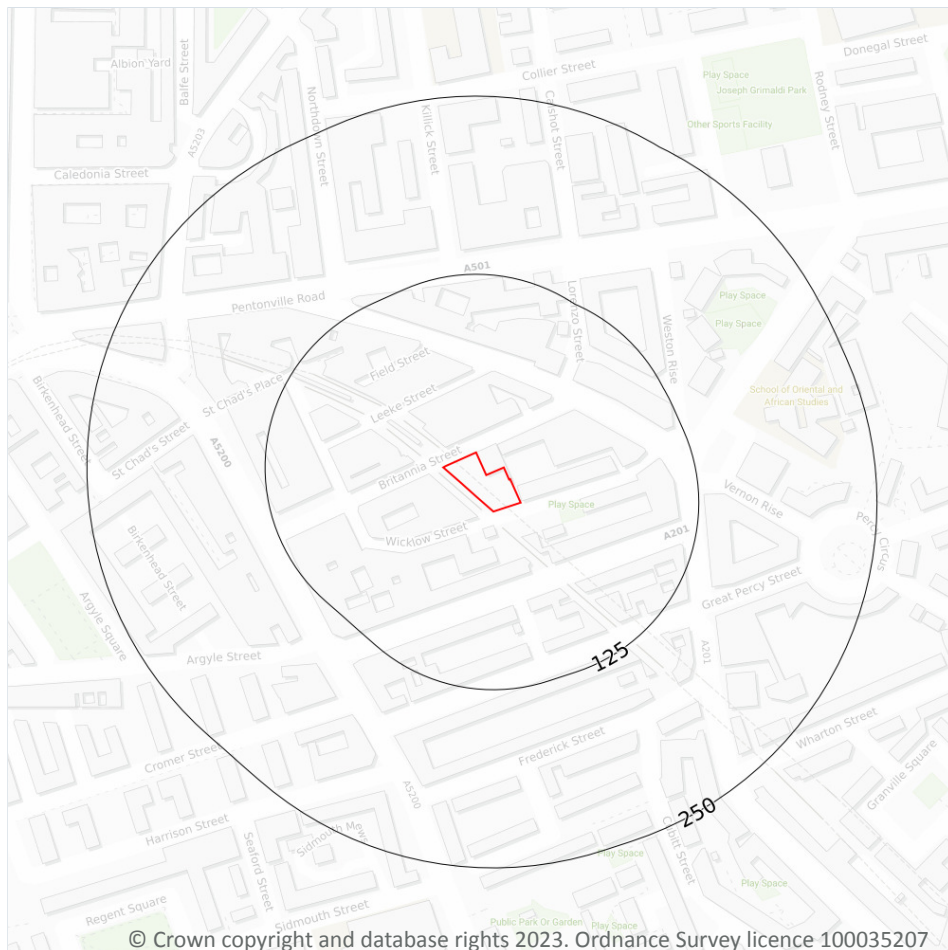 Donegal Street
Albion Yard
Balfe Street
Collier Street
Play Space
Joseph Grimaldi Park
Rodney Street
Northdown Street
Killick Street
Calshot Street
Other Sports Facility
A5203
Caledonia Street
A501
Pentonville Road
Lorenzo Street
Play Space
Weston Rise
Play Space
Field Street
St Chad's Place
Birkenhead Street
Leeke Street
School of Oriental and
African Studies
St Chad's Street
A5200
Britannia Street
Vernon Rise
Play Space
Percy Circus
Wicklow Street
A201
Birkenhead Street
Great Percy Street
Argyle Square
Argyle Street
125
A201
Wharton Street
Frederick Street
Cromer Street
Granville Square
A5200
250
Harrison Street
Sidmouth Mews
Cubitt Street
Seaford Street
Play Space
Play Space
Regent Square
Sidmouth Street
Public Park Or Garden
Play Space
© Crown copyright and database rights 2023. Ordnance Survey licence 100035207